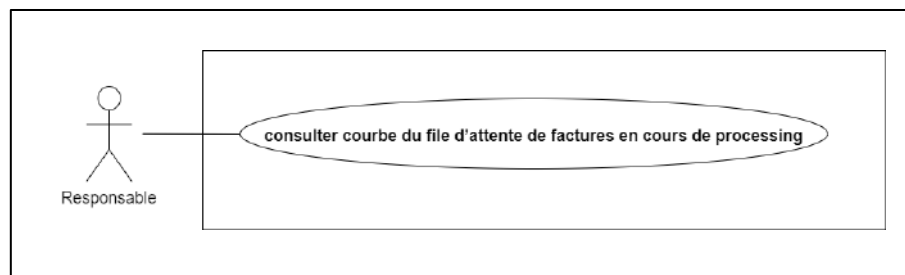 consulter courbe du file d'attente de factures en cours de processing
Responsable